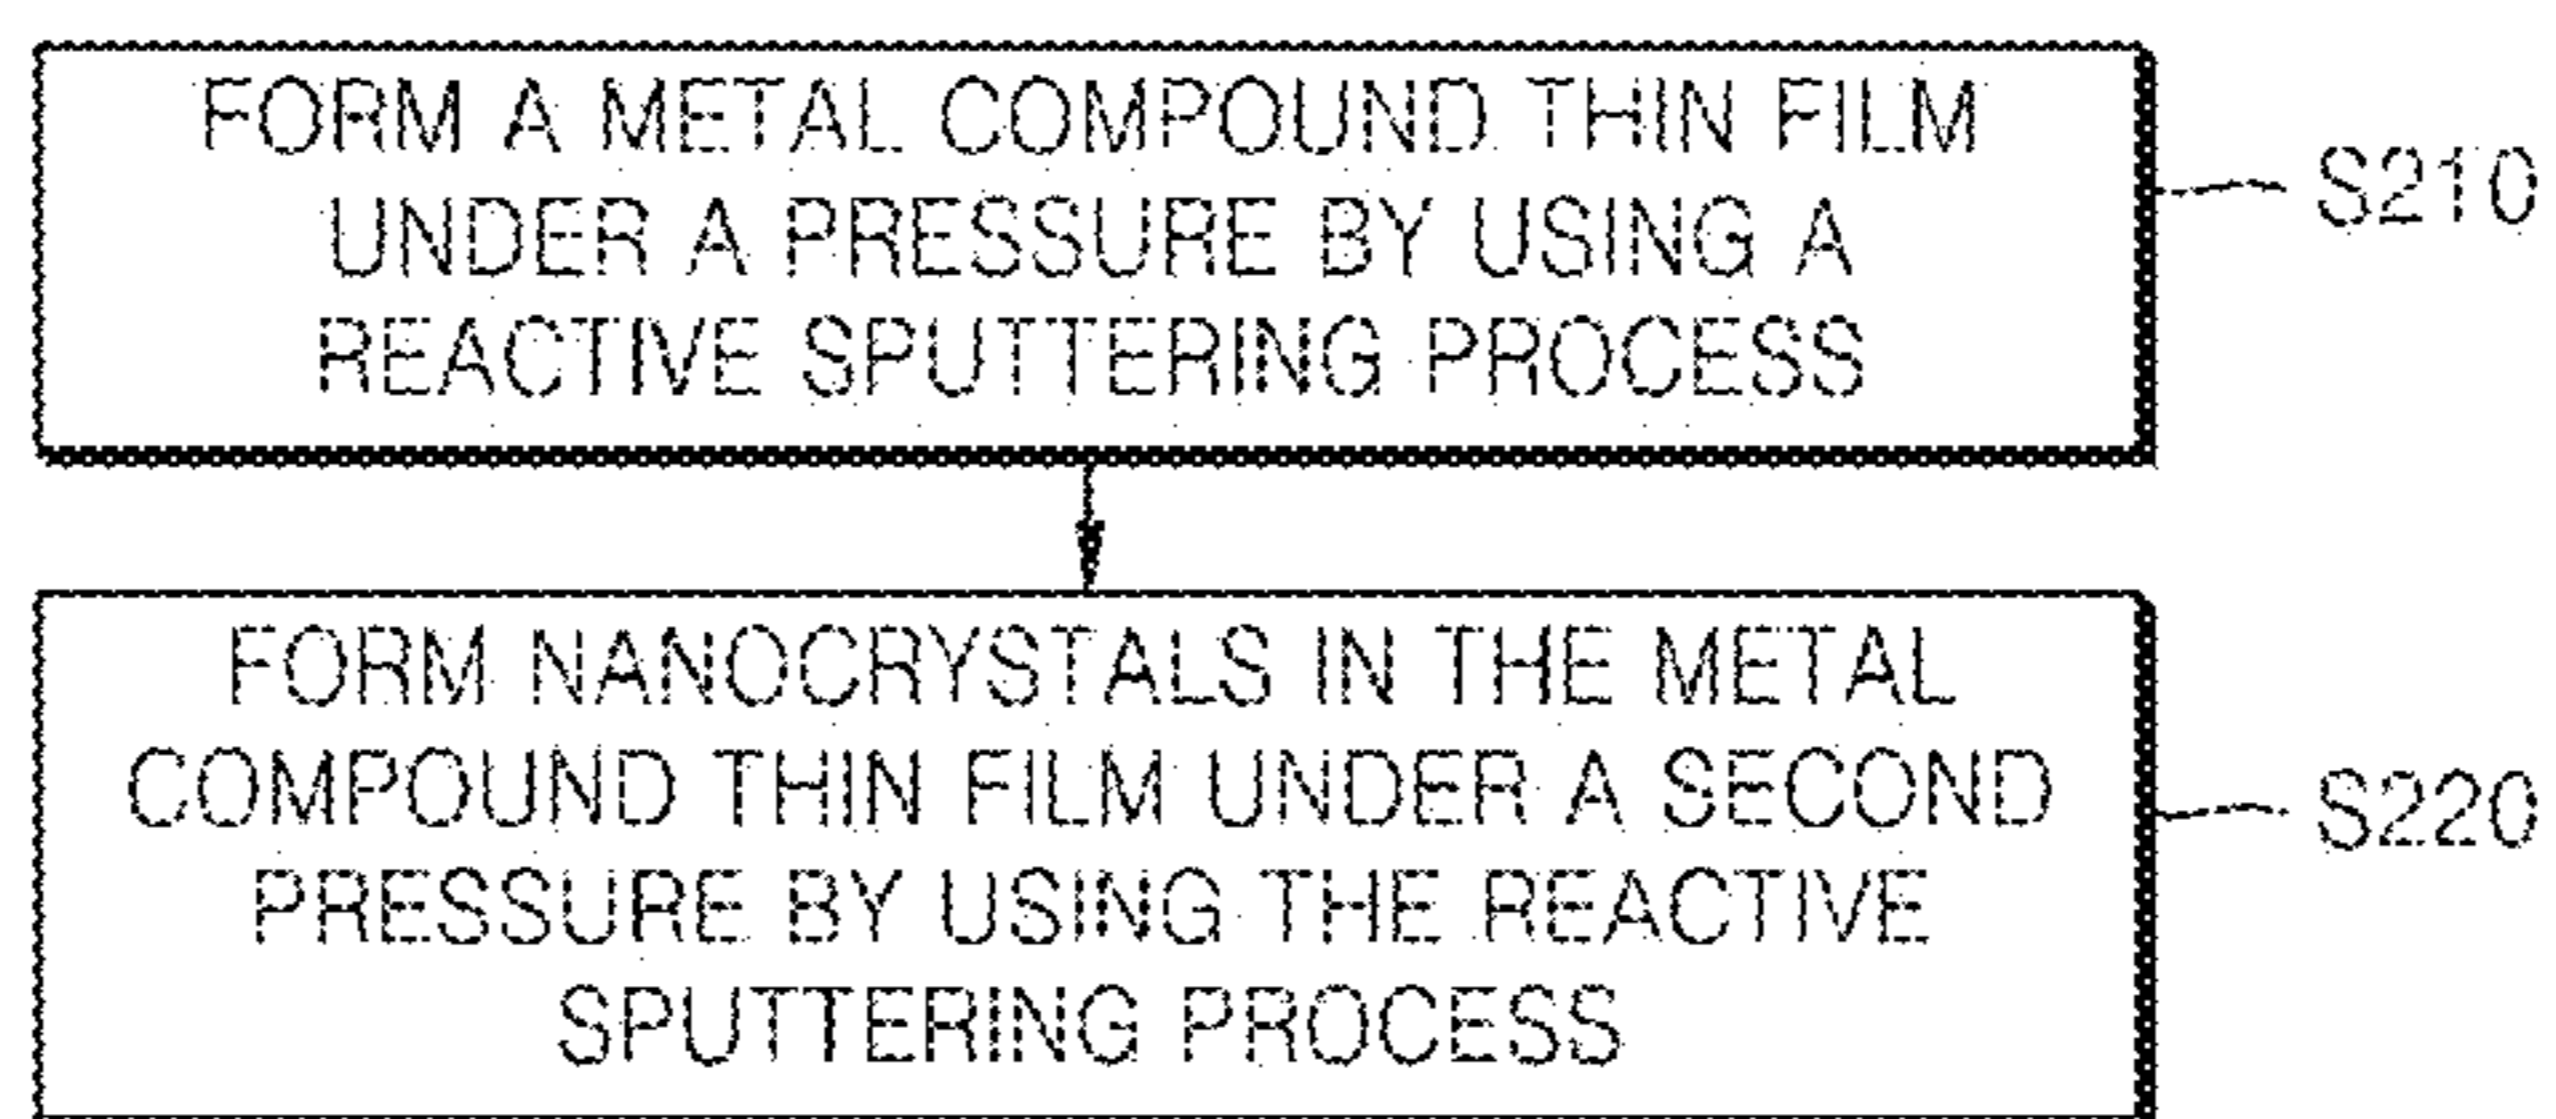 FORM A METAL COMPOUND THIN FILM
UNDER A PRESSURE BY USING A
REACTIVE SPUTTERING PROCESS
S210
FORM NANOCRYSTALS IN THE METAL
COMPOUND THIN FILM UNDER A SECOND
PRESSURE BY USING THE REACTIVE
SPUTTERING PROCESS
S220